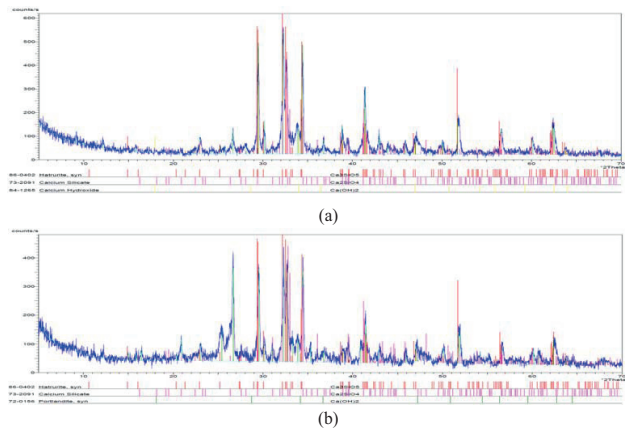 counts/s
600
500
400
300
200
100
0
10 20 30 40 50 60 70
°2Theta
86-0402 Hatrurite, syn Ca3SiO5
73-2091 Calcium Silicate Ca2SiO4
84-1265 Calcium Hydroxide Ca(OH)2
(a)
counts/s
400
300
200
100
0
10 20 30 40 50 60 70
°2Theta
86-0402 Hatrurite, syn Ca3SiO5
73-2091 Calcium Silicate Ca2SiO4
72-0156 Portlandite, syn Ca(OH)2
(b)